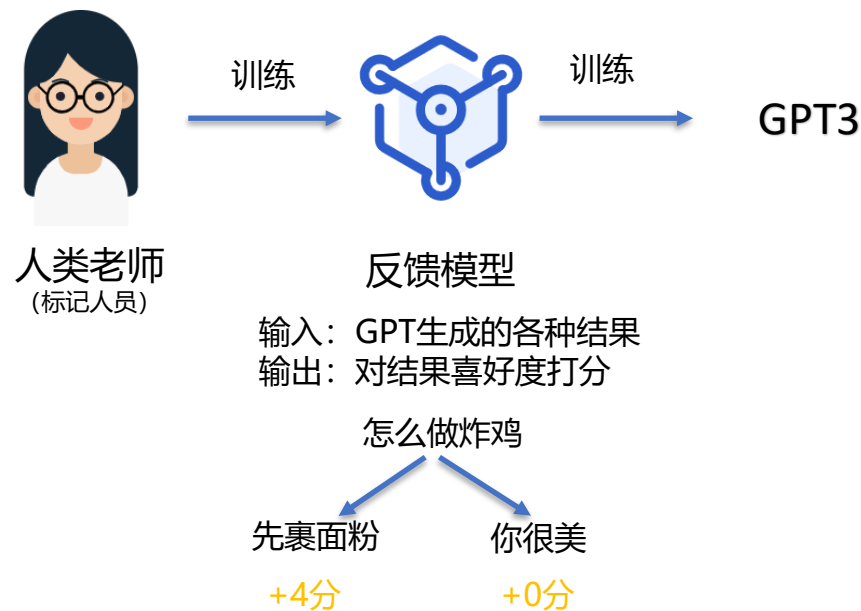 训练
训练
GPT3
人类老师
（标记人员）
反馈模型
输入：GPT生成的各种结果
输出：对结果喜好度打分
怎么做炸鸡
先裹面粉
你很美
+4分
+0分